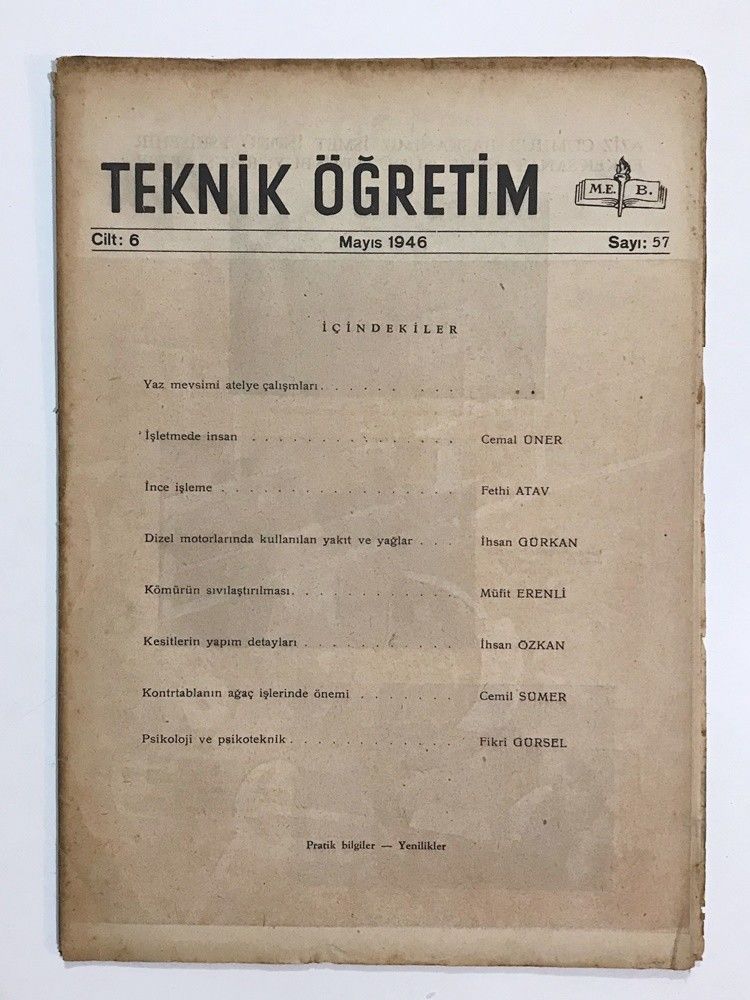 TEKNİK ÖĞRETİM
M.E. B.
Cilt: 6 Mayıs 1946 Sayı: 57
İÇİNDEKİLER
Yaz mevsimi atelye çalışmları . . . . . . . . . .
İşletmede insan . . . . . . . . . . . . . . . Cemal ÜNER
İnce işleme . . . . . . . . . . . . . . . . . Fethi ATAV
Dizel motorlarında kullanılan yakıt ve yağlar . . . İhsan GÜRKAN
Kömürün sıvılaştırılması . . . . . . . . . . . . Müfit ERENLİ
Kesitlerin yapım detayları . . . . . . . . . . . İhsan ÖZKAN
Kontrtablanın ağaç işlerinde önemi . . . . . . . Cemil SÜMER
Psikoloji ve psikoteknik . . . . . . . . . . . . Fikri GÜRSEL
Pratik bilgiler — Yenilikler